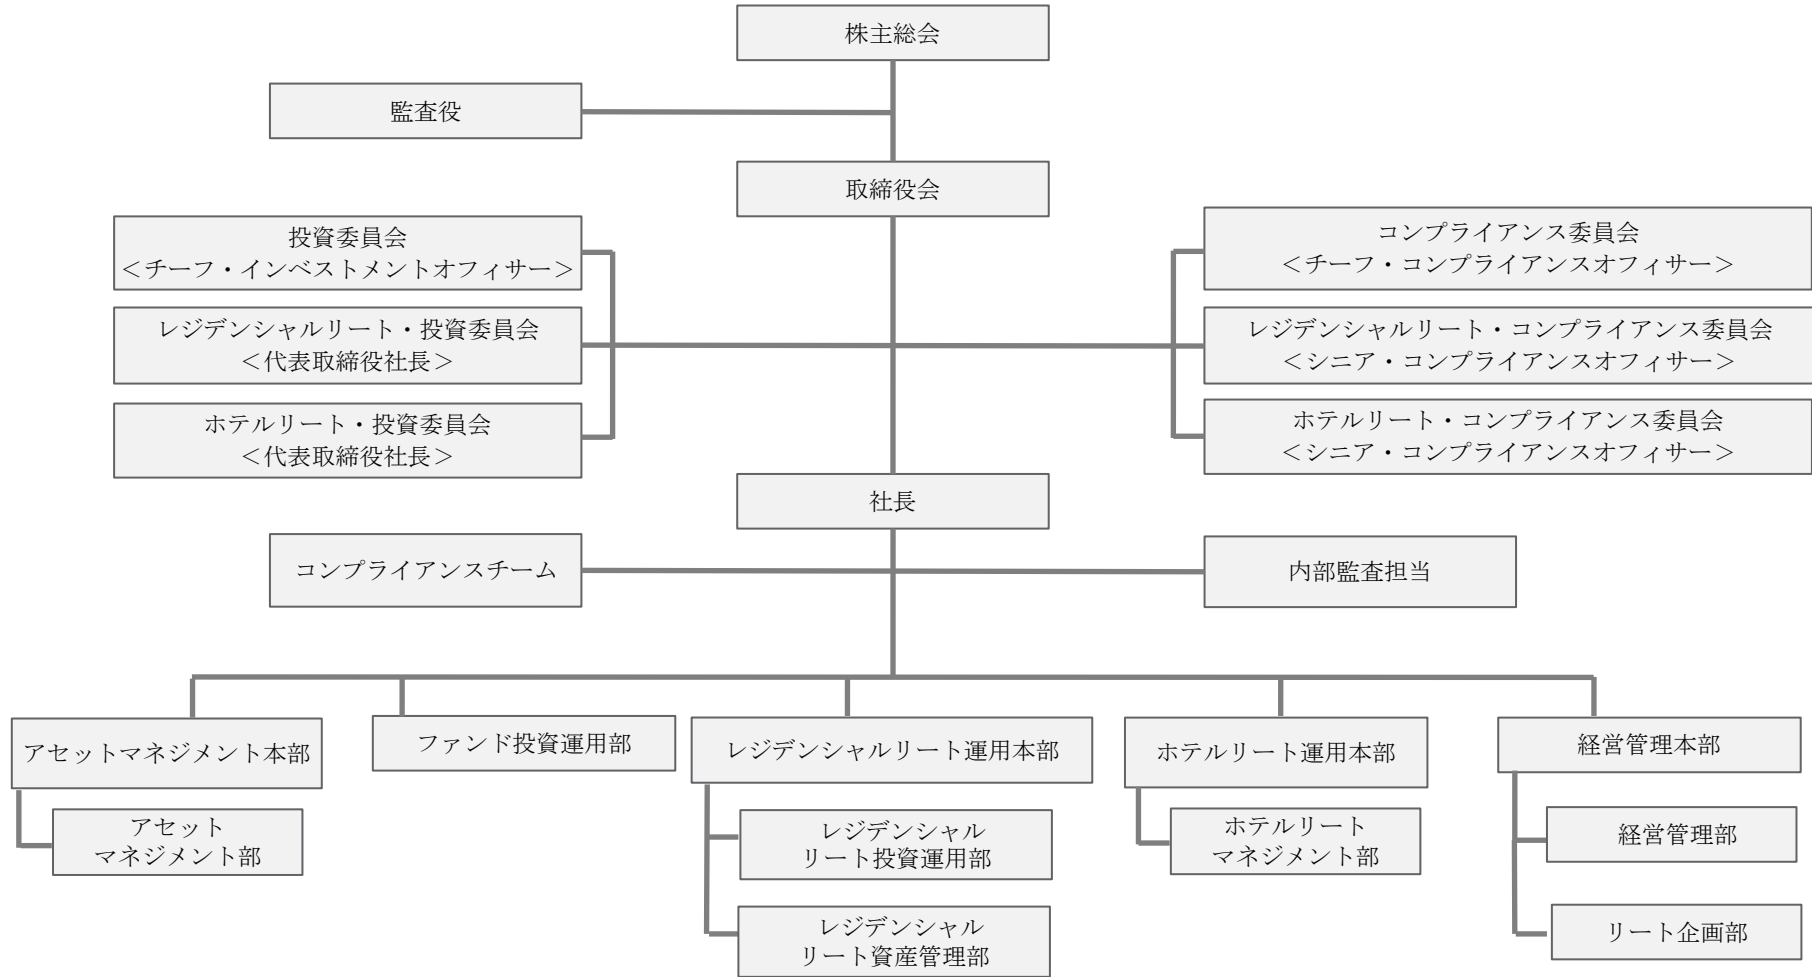 株主総会
監査役
取締役会
投資委員会
＜チーフ・インベストメントオフィサー＞
コンプライアンス委員会
＜チーフ・コンプライアンスオフィサー＞
レジデンシャルリート・投資委員会
＜代表取締役社長＞
レジデンシャルリート・コンプライアンス委員会
＜シニア・コンプライアンスオフィサー＞
ホテルリート・投資委員会
＜代表取締役社長＞
ホテルリート・コンプライアンス委員会
＜シニア・コンプライアンスオフィサー＞
社長
コンプライアンスチーム
内部監査担当
アセットマネジメント本部
ファンド投資運用部
レジデンシャルリート運用本部
ホテルリート運用本部
経営管理本部
アセット
マネジメント部
レジデンシャル
リート投資運用部
ホテルリート
マネジメント部
経営管理部
レジデンシャル
リート資産管理部
リート企画部